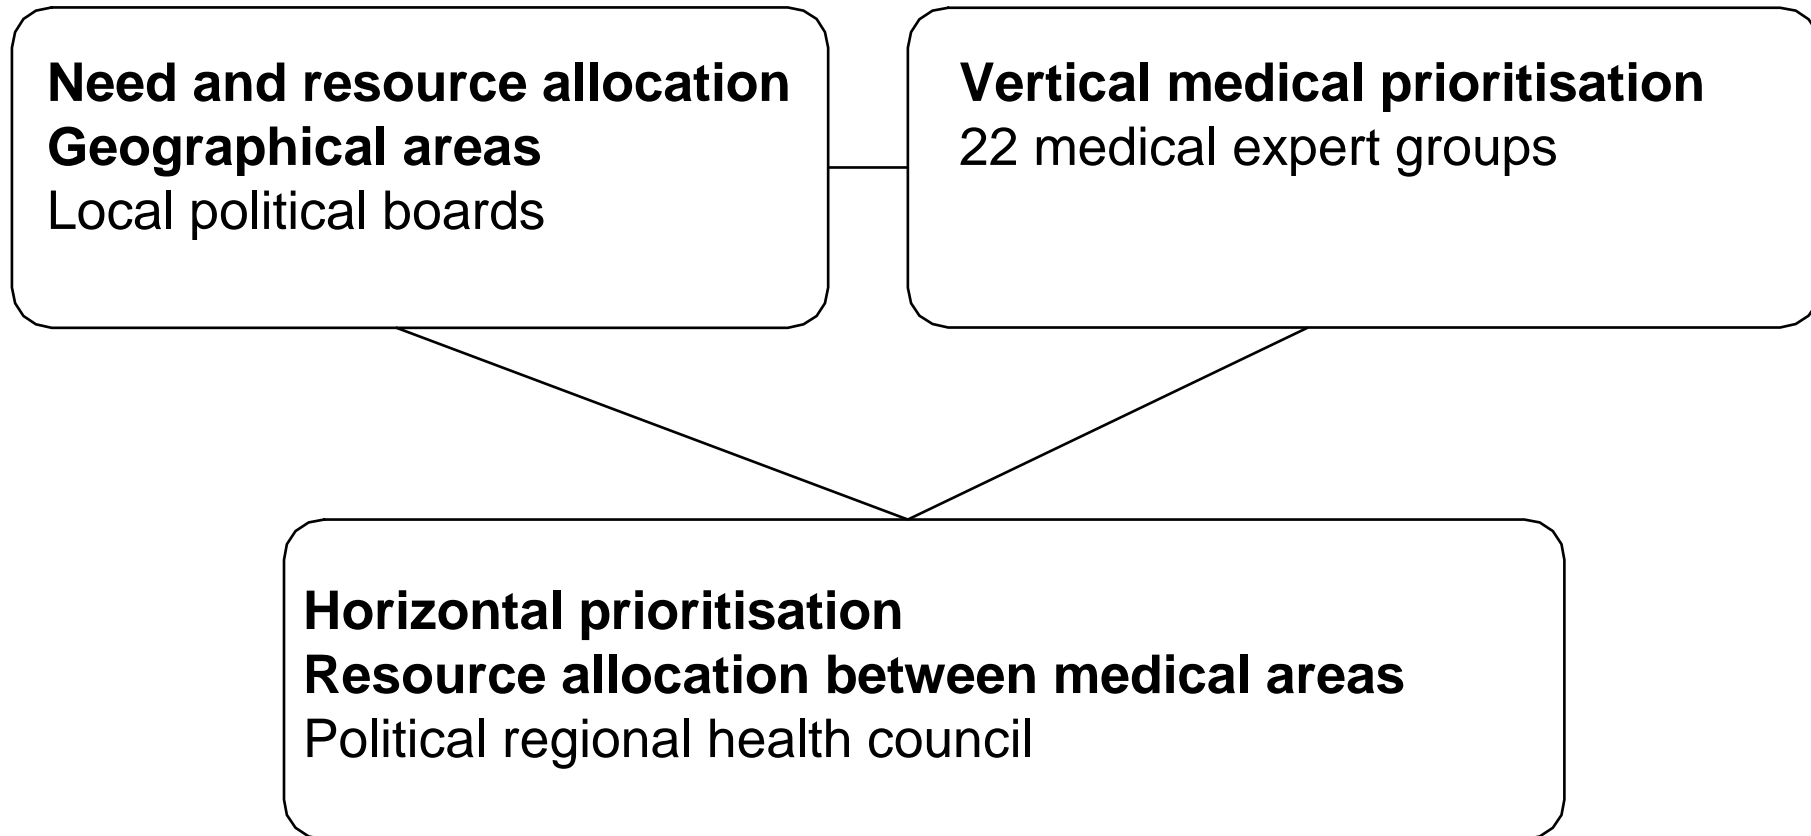 Need and resource allocation
Geographical areas
Local political boards
Vertical medical prioritisation
22 medical expert groups
Horizontal prioritisation
Resource allocation between medical areas
Political regional health council